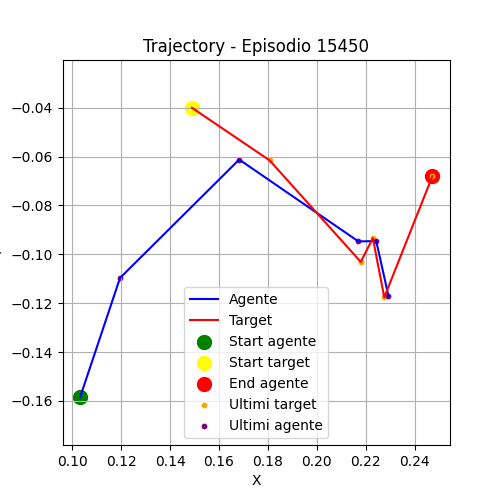 Trajectory - Episodio 15450
−0.04
−0.06
−0.08
−0.10
−0.12
−0.14
−0.16
Agente
Target
Start agente
Start target
End agente
Ultimi target
Ultimi agente
0.10 0.12 0.14 0.16 0.18 0.20 0.22 0.24
X